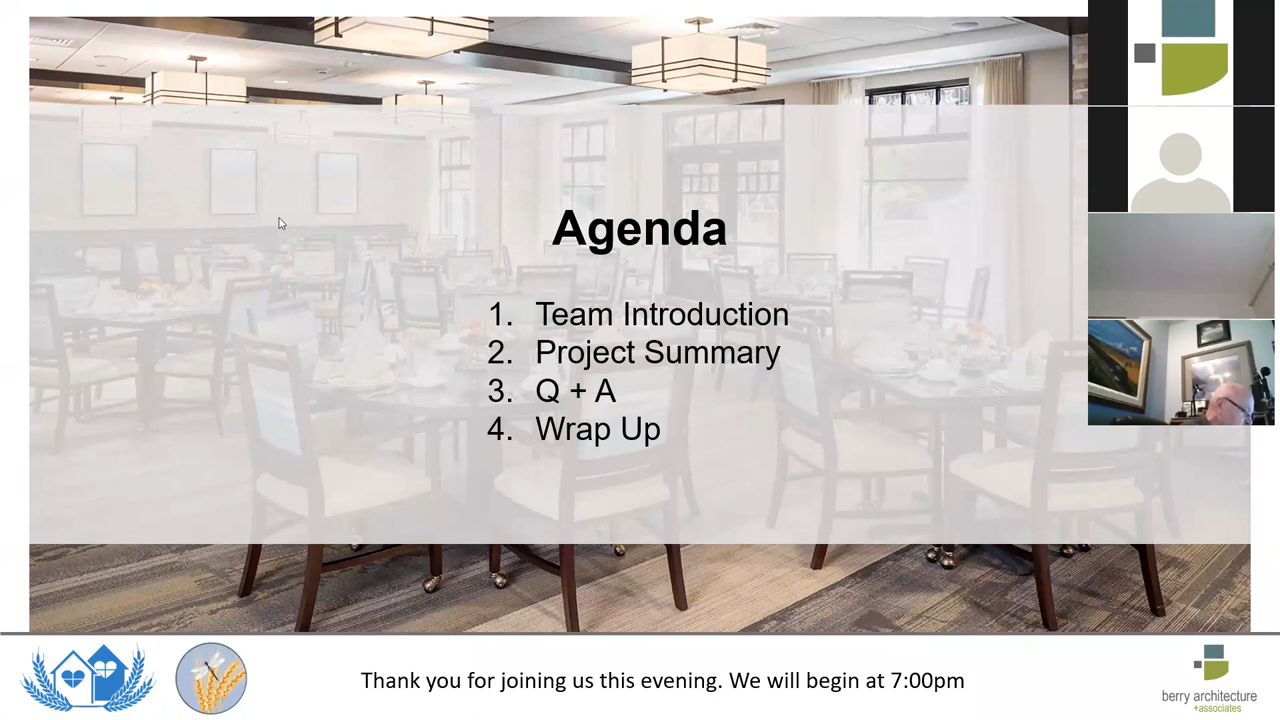 Agenda
1. Team Introduction
2. Project Summary
3. Q + A
4. Wrap Up
Thank you for joining us this evening. We will begin at 7:00pm
berry architecture
+associates